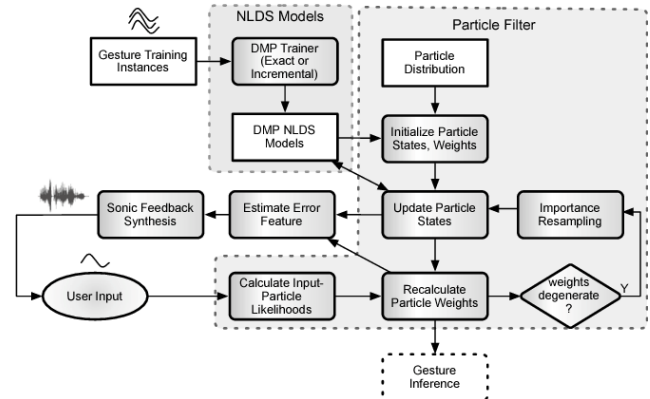 NLDS Models
Particle Filter
Gesture Training
Instances
DMP Trainer
(Exact or
Incremental)
Particle
Distribution
DMP NLDS
Models
Initialize Particle
States, Weights
Sonic Feedback
Synthesis
Estimate Error
Feature
Update Particle
States
Importance
Resampling
User Input
Calculate Input-
Particle
Likelihoods
Recalculate
Particle Weights
weights
degenerate
?
Y
Gesture
Inference